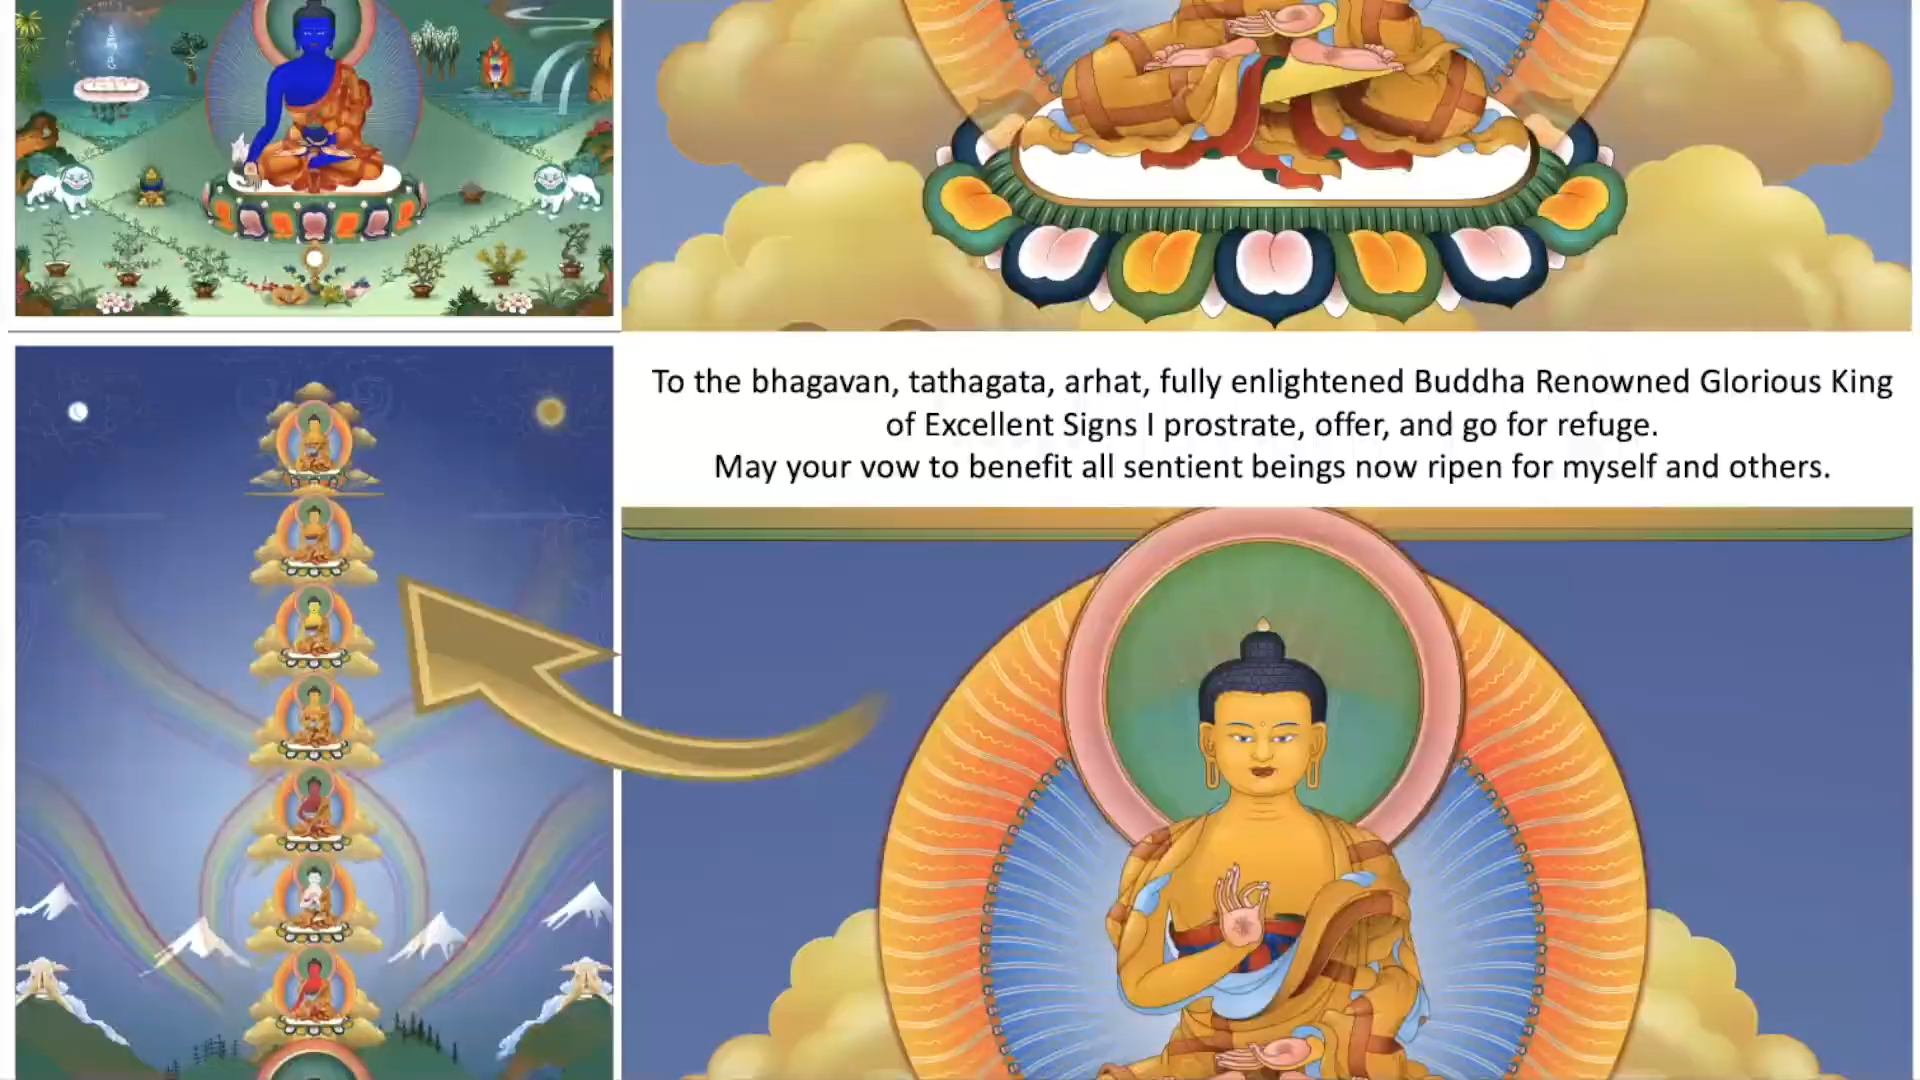 To the bhagavan, tathagata, arhat, fully enlightened Buddha Renowned Glorious King
of Excellent Signs I prostrate, offer, and go for refuge.
May your vow to benefit all sentient beings now ripen for myself and others.